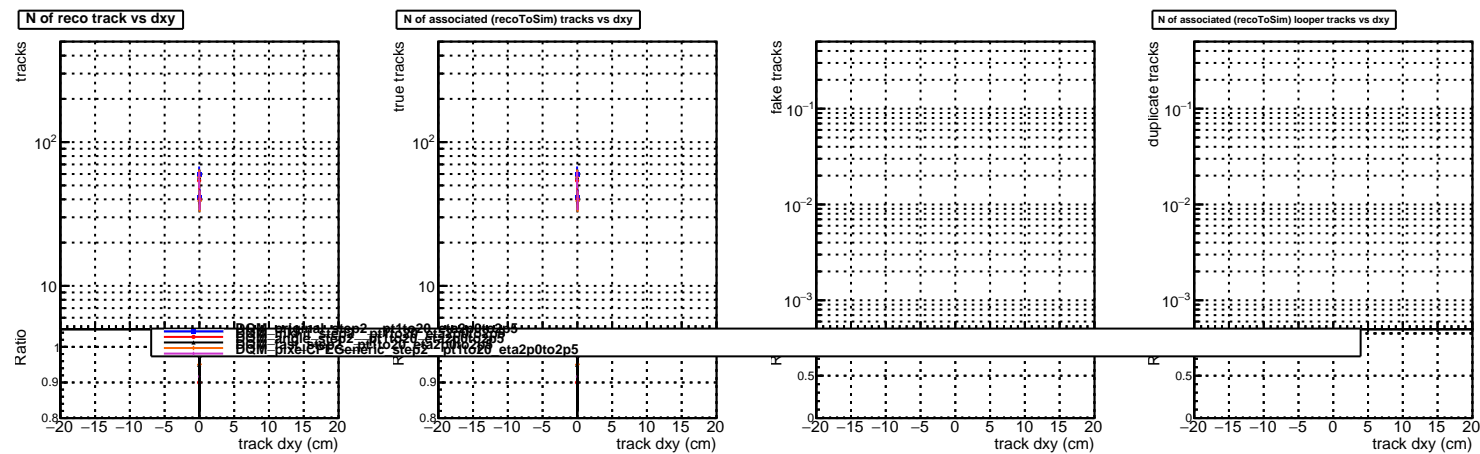 N of reco track vs dxy
N of associated (recoToSim) tracks vs dxy
N of associated (recoToSim) looper tracks vs dxy
tracks
10²
10
Ratio
1
0.9
0.8
−20 −15 −10 −5 0 5 10 15 20
track dxy (cm)
true tracks
10²
10
0.9
0.8
−20 −15 −10 −5 0 5 10 15 20
track dxy (cm)
fake tracks
10⁻¹
10⁻²
10⁻³
0.5
0
−20 −15 −10 −5 0 5 10 15 20
track dxy (cm)
duplicate tracks
10⁻¹
10⁻²
10⁻³
0.5
0
−20 −15 −10 −5 0 5 10 15 20
track dxy (cm)
DQM_pixelCPEGeneric_step2__pt1to20_eta2p0to2p5